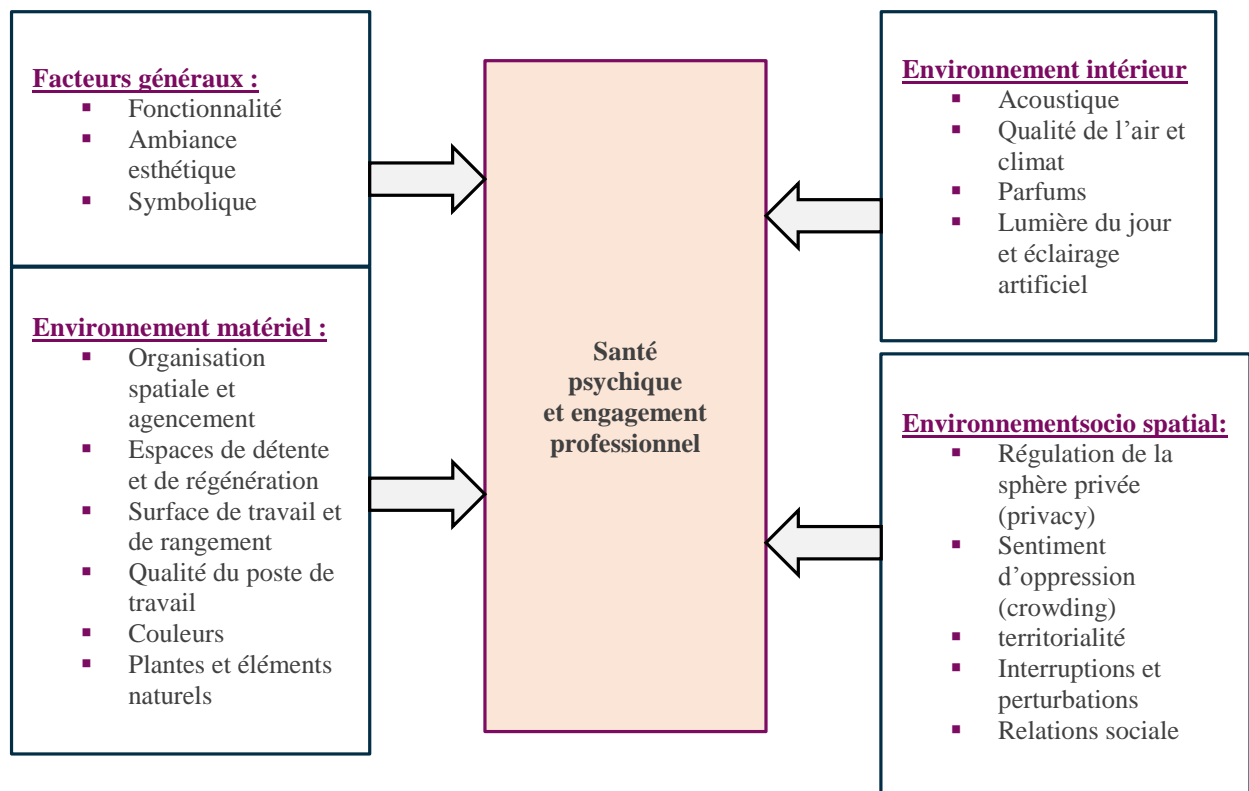 Facteurs généraux :
▪ Fonctionnalité
▪ Ambiance
esthétique
▪ Symbolique
Environnement matériel :
▪ Organisation
spatiale et
agencement
▪ Espaces de détente
et de régénération
▪ Surface de travail et
de rangement
▪ Qualité du poste de
travail
▪ Couleurs
▪ Plantes et éléments
naturels
Santé
psychique
et engagement
professionnel
Environnement intérieur
▪ Acoustique
▪ Qualité de l’air et
climat
▪ Parfums
▪ Lumière du jour
et éclairage
artificiel
Environnementsocio spatial:
▪ Régulation de la
sphère privée
(privacy)
▪ Sentiment
d’oppression
(crowding)
▪ territorialité
▪ Interruptions et
perturbations
▪ Relations sociale